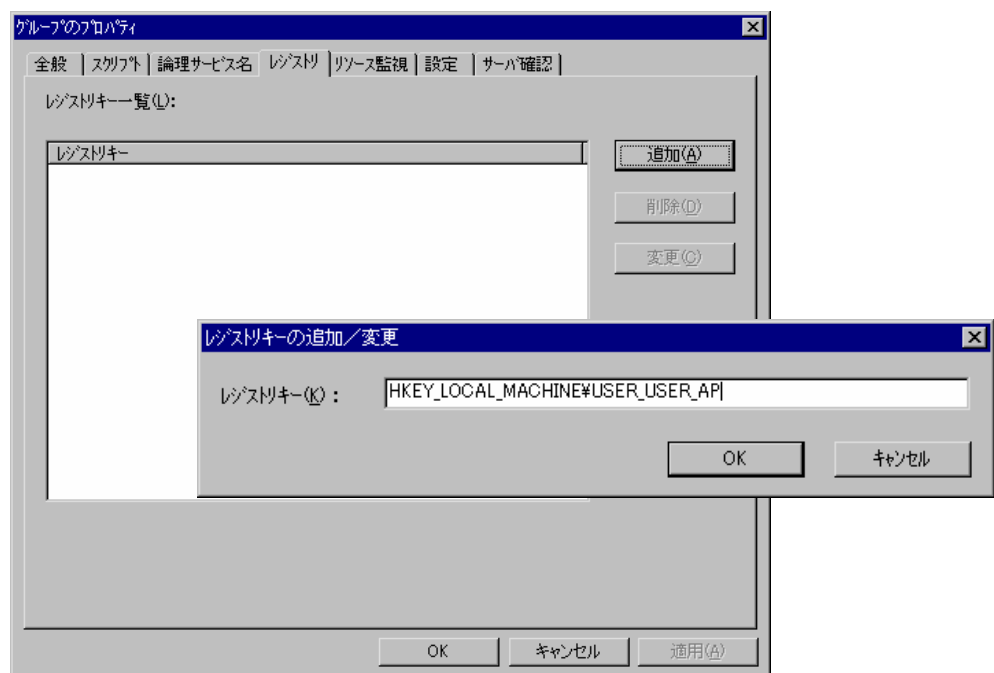 ｸﾞﾙｰﾌﾟのﾌﾟﾛﾊﾟﾃｨ
全般 ｽｸﾘﾌﾟﾄ 論理ｻｰﾋﾞｽ名 ﾚｼﾞｽﾄﾘ ﾘｿｰｽ監視 設定 ｻｰﾊﾞ確認
ﾚｼﾞｽﾄﾘｷｰ一覧(L):
ﾚｼﾞｽﾄﾘｷｰ
追加(A)
削除(D)
変更(C)
ﾚｼﾞｽﾄﾘｷｰの追加／変更
ﾚｼﾞｽﾄﾘｷｰ(K)： HKEY_LOCAL_MACHINE¥USER_USER_AP
OK ｷｬﾝｾﾙ
OK ｷｬﾝｾﾙ 適用(A)